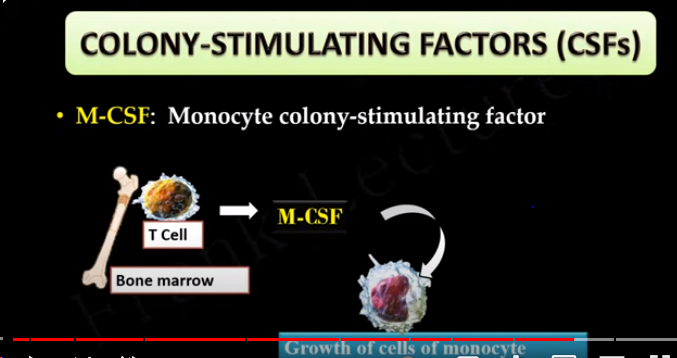 COLONY-STIMULATING FACTORS (CSFs)
• M-CSF: Monocyte colony-stimulating factor
T Cell
M-CSF
Bone marrow
Growth of cells of monocyte